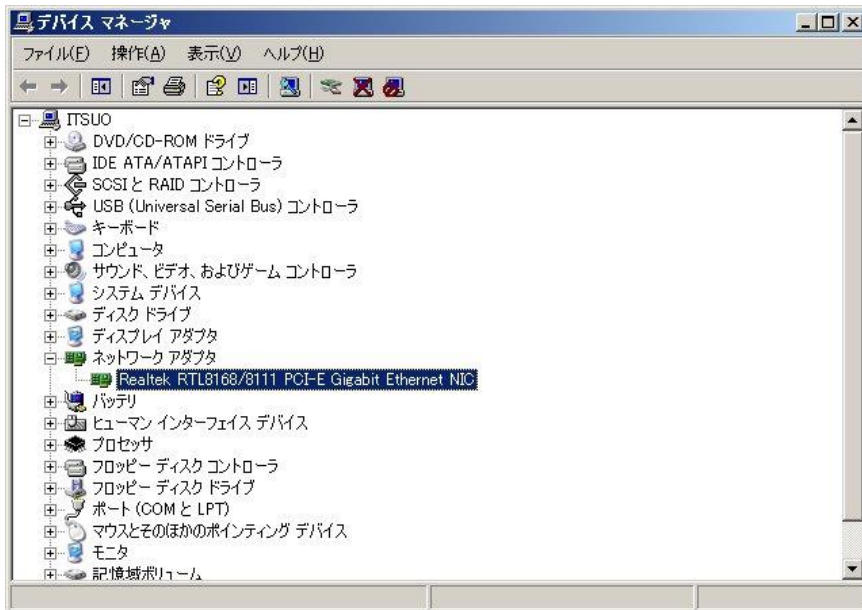 デバイス マネージャ
ファイル(F) 操作(A) 表示(V) ヘルプ(H)
ITSUO
DVD/CD-ROM ドライブ
IDE ATA/ATAPI コントローラ
SCSI と RAID コントローラ
USB (Universal Serial Bus) コントローラ
キーボード
コンピュータ
サウンド、ビデオ、およびゲーム コントローラ
システム デバイス
ディスク ドライブ
ディスプレイ アダプタ
ネットワーク アダプタ
Realtek RTL8168/8111 PCI-E Gigabit Ethernet NIC
バッテリ
ヒューマン インターフェイス デバイス
プロセッサ
フロッピー ディスク コントローラ
フロッピー ディスク ドライブ
ポート (COM と LPT)
マウスとそのほかのポインティング デバイス
モニタ
記憶域ボリューム